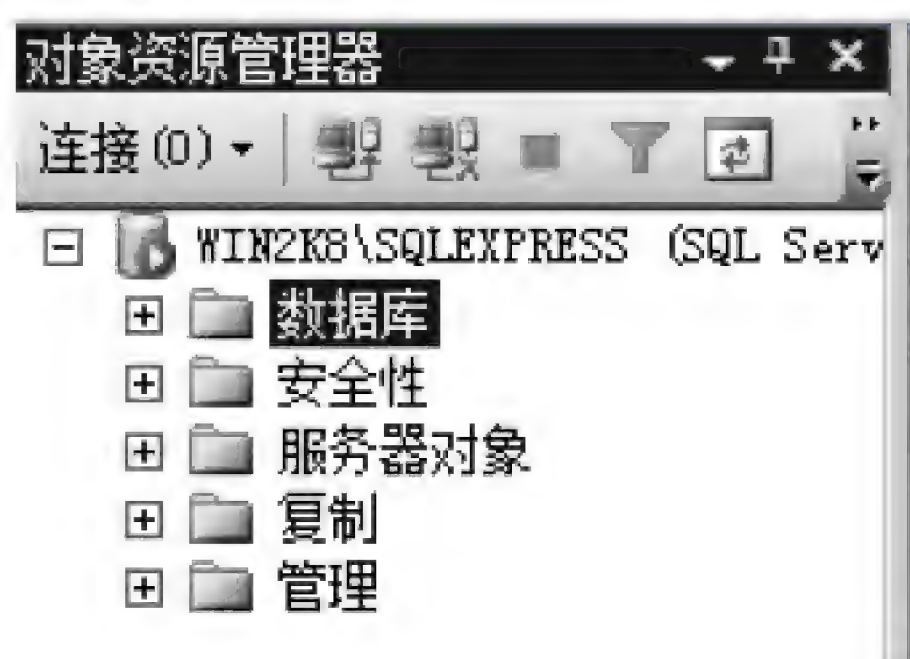 对象资源管理器
连接(O)
WIN2K8\SQLEXPRESS (SQL Serv
数据库
安全性
服务器对象
复制
管理